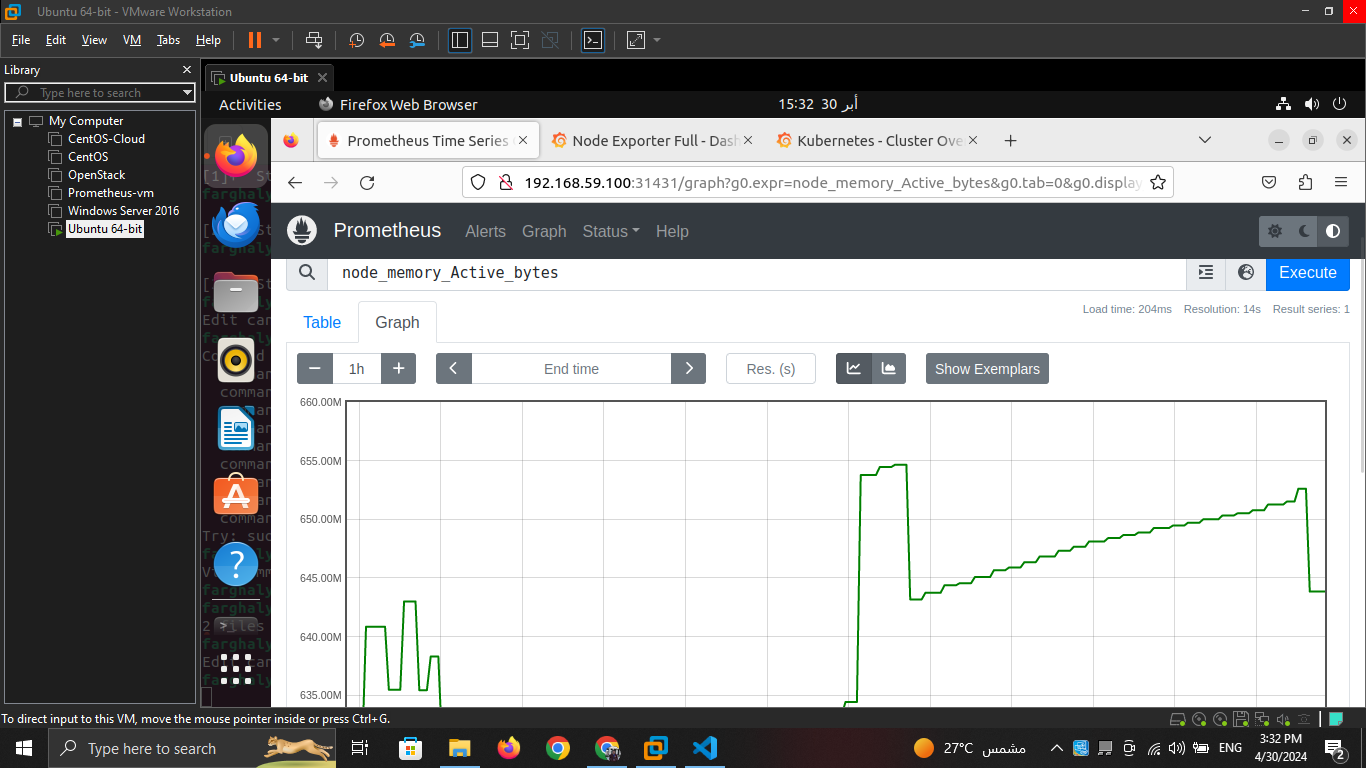 Ubuntu 64-bit - VMware Workstation
File Edit View VM Tabs Help
Library
Type here to search
My Computer
CentOS-Cloud
CentOS
OpenStack
Prometheus-vm
Windows Server 2016
Ubuntu 64-bit
Ubuntu 64-bit
Activities Firefox Web Browser 15:32 30 أبر
Prometheus Time Series Node Exporter Full - Dash Kubernetes - Cluster Ove
192.168.59.100:31431/graph?g0.expr=node_memory_Active_bytes&g0.tab=0&g0.display
Prometheus Alerts Graph Status Help
node_memory_Active_bytes Execute
Load time: 204ms Resolution: 14s Result series: 1
Table Graph
1h End time Res. (s) Show Exemplars
660.00M
655.00M
650.00M
645.00M
640.00M
635.00M
To direct input to this VM, move the mouse pointer inside or press Ctrl+G.
Type here to search
27°C مشمس
ENG
3:32 PM
4/30/2024
2